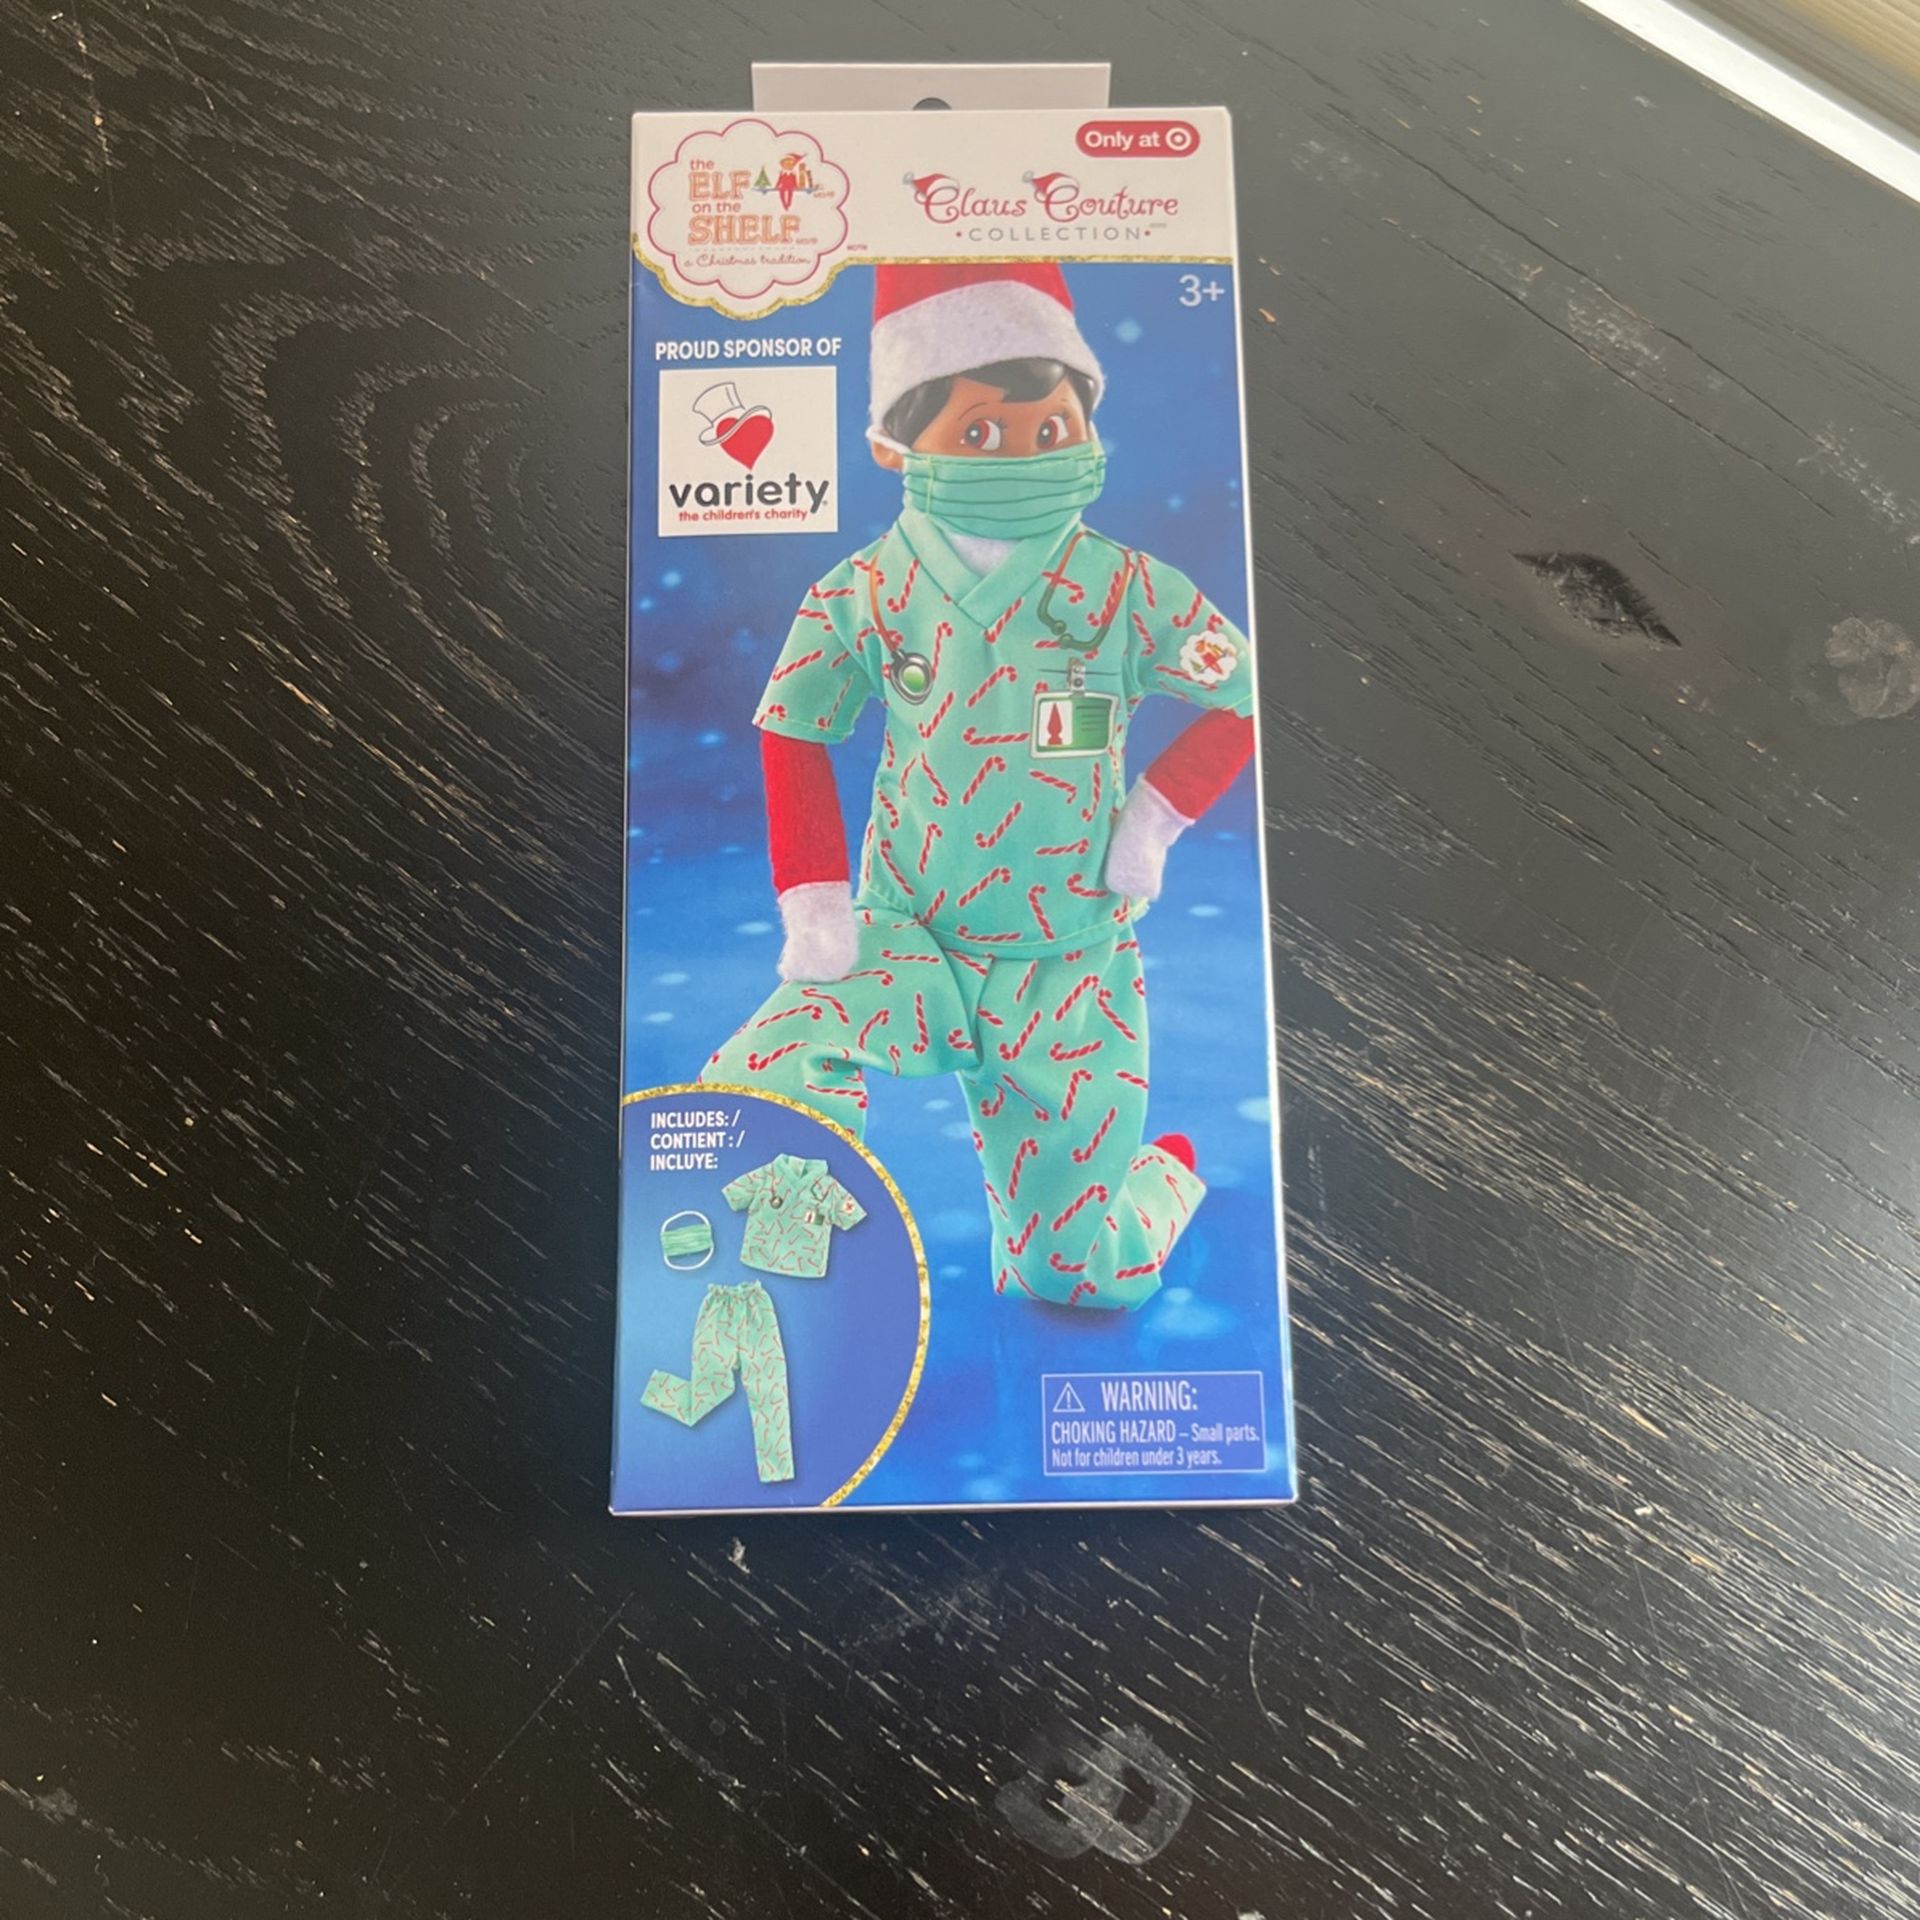 Only at
the
ELF
on the
SHELF
a Christmas tradition
Claus Couture
•COLLECTION•
3+
PROUD SPONSOR OF
variety
the children's charity
INCLUDES: /
CONTIENT : /
INCLUYE:
WARNING:
CHOKING HAZARD – Small parts.
Not for children under 3 years.